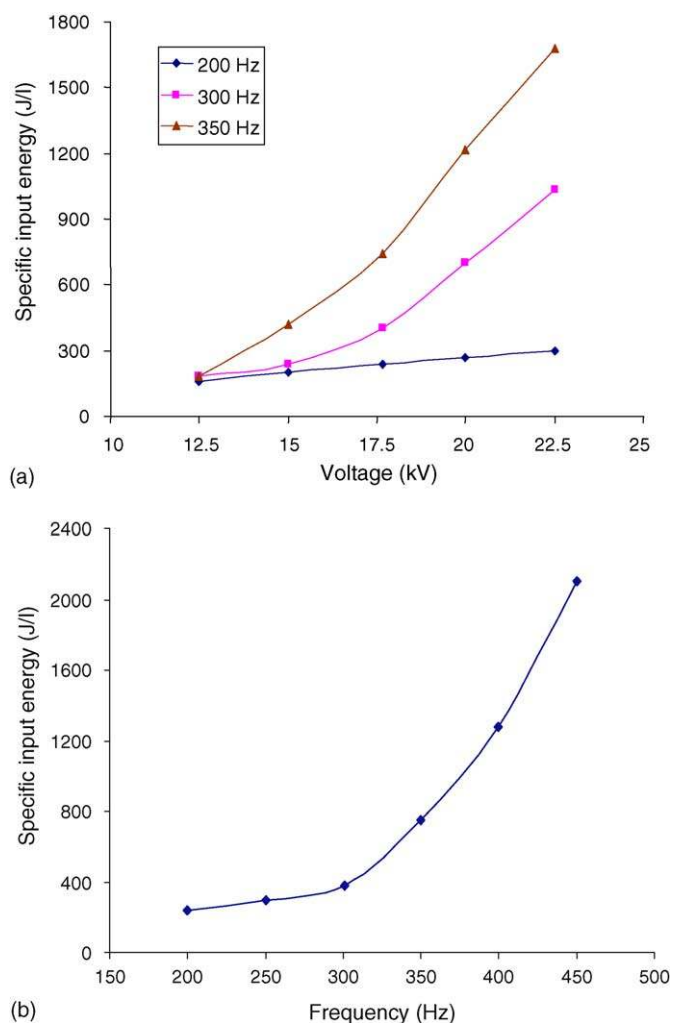 1800
1500
1200
900
600
300
0
Specific input energy (J/l)
200 Hz
300 Hz
350 Hz
10 12.5 15 17.5 20 22.5 25
Voltage (kV)
(a)
2400
2000
1600
1200
800
400
0
Specific input energy (J/l)
150 200 250 300 350 400 450 500
Frequency (Hz)
(b)